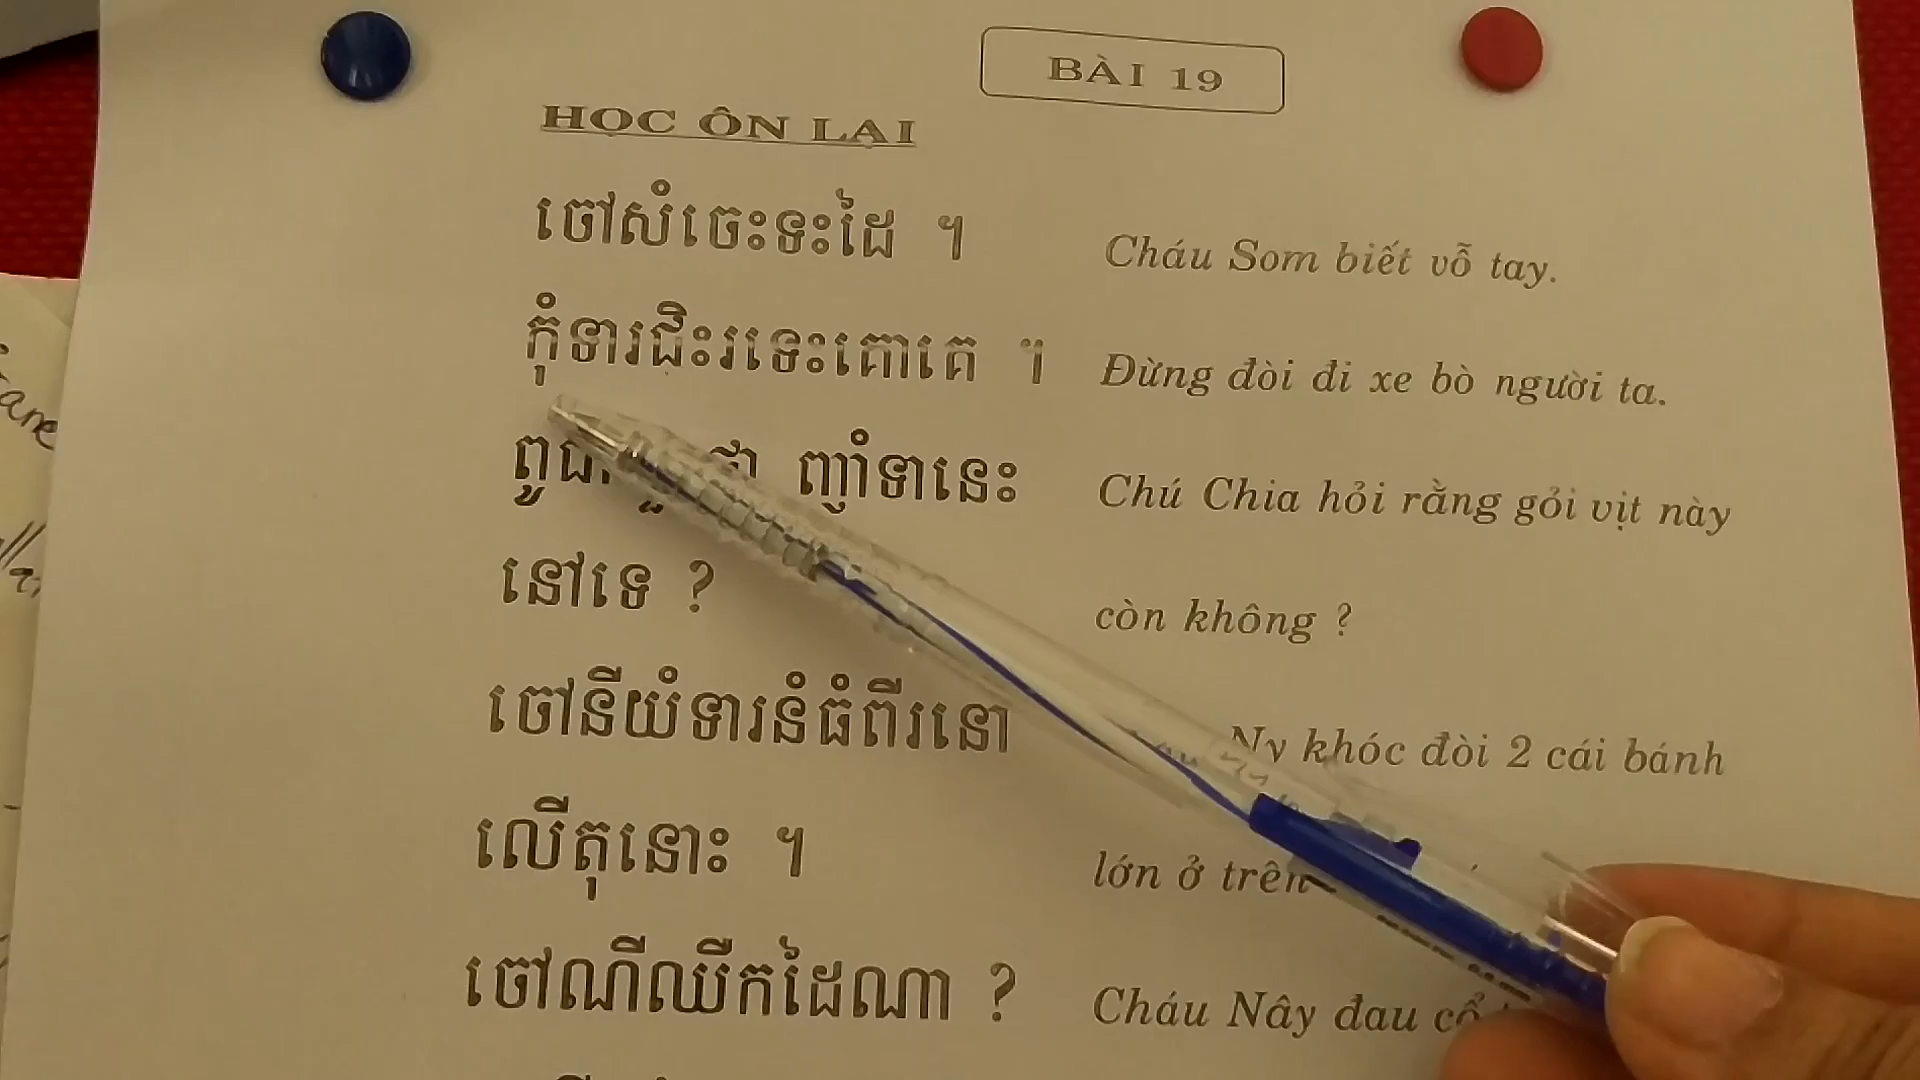 BÀI 19
HỌC ÔN LẠI
ចៅសំចេះទះដៃ ។ Cháu Som biết vỗ tay.
កុំទារជិះរទេះគោគេ ។ Đừng đòi đi xe bò người ta.
ញាំទានេះ Chú Chia hỏi rằng gỏi vịt này
នៅទេ ? còn không ?
ចៅនីយំទារនំធំពីរនោ Ny khóc đòi 2 cái bánh
លើតុនោះ ។ lớn ở trên
ចៅណីឈឺកដៃណា ? Cháu Nây đau cổ